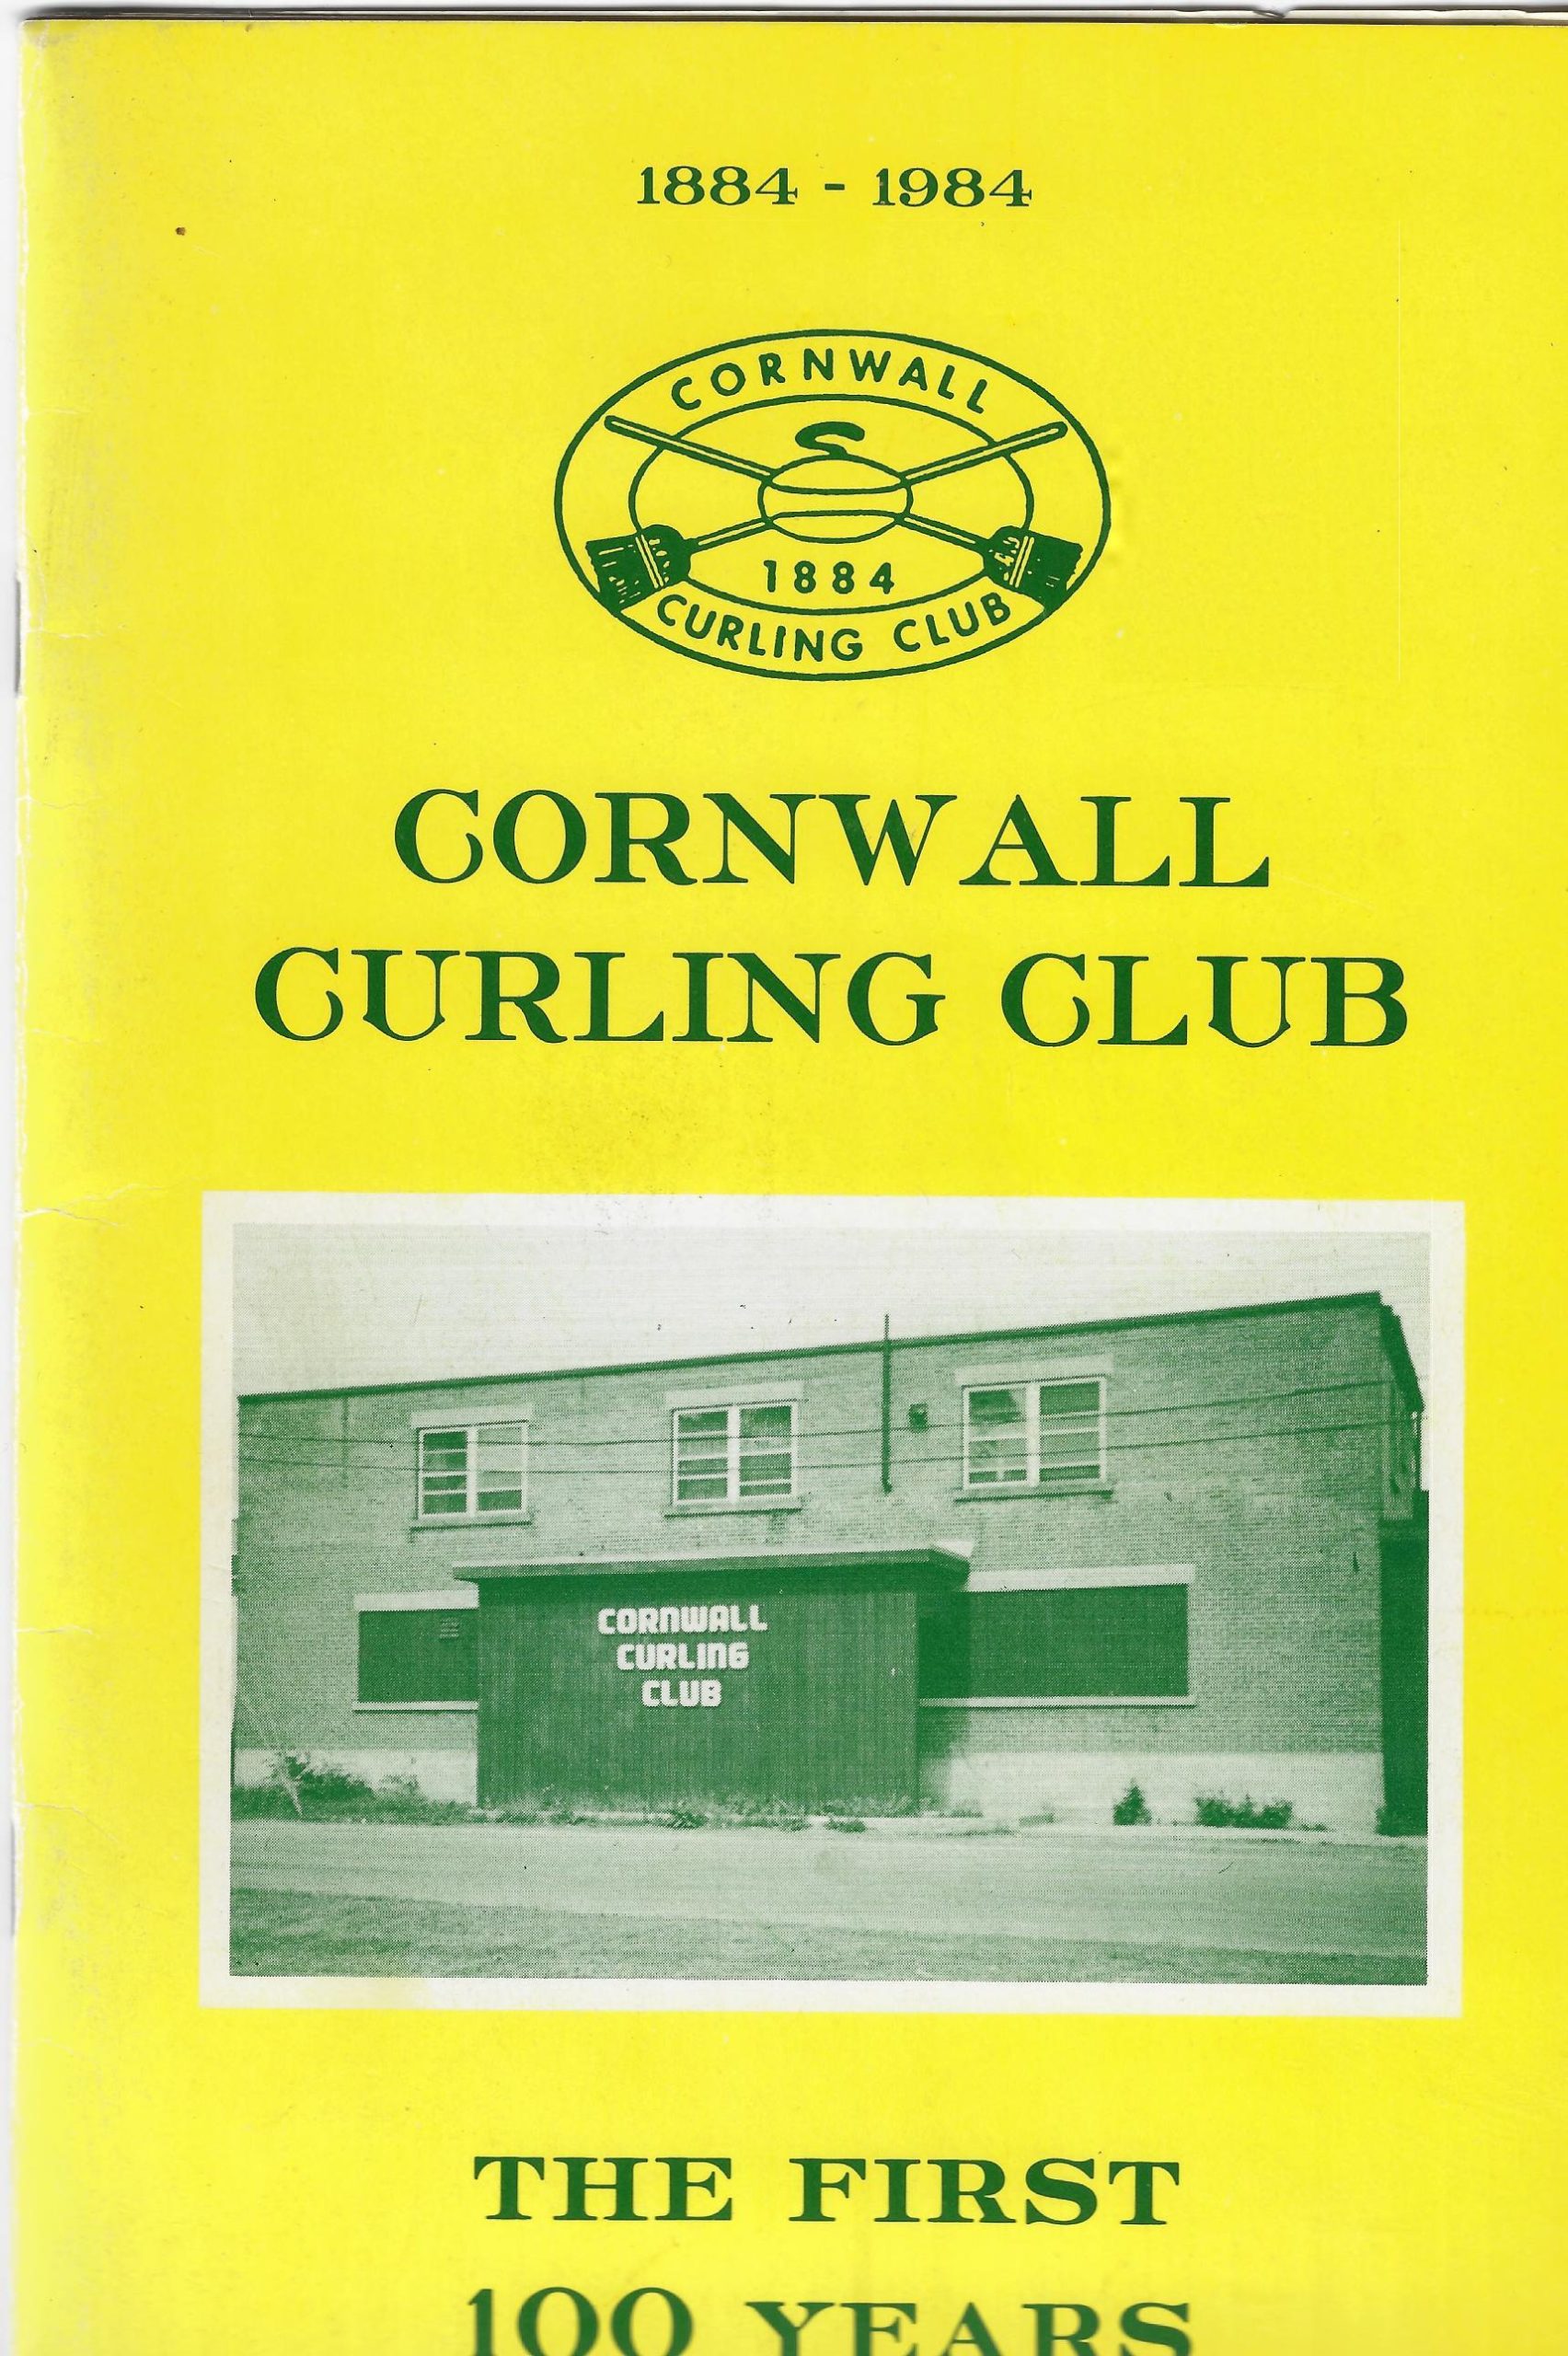 1884 - 1984
CORNWALL
1884
CURLING CLUB
CORNWALL
CURLING CLUB
CORNWALL
CURLING
CLUB
THE FIRST
100 YEARS